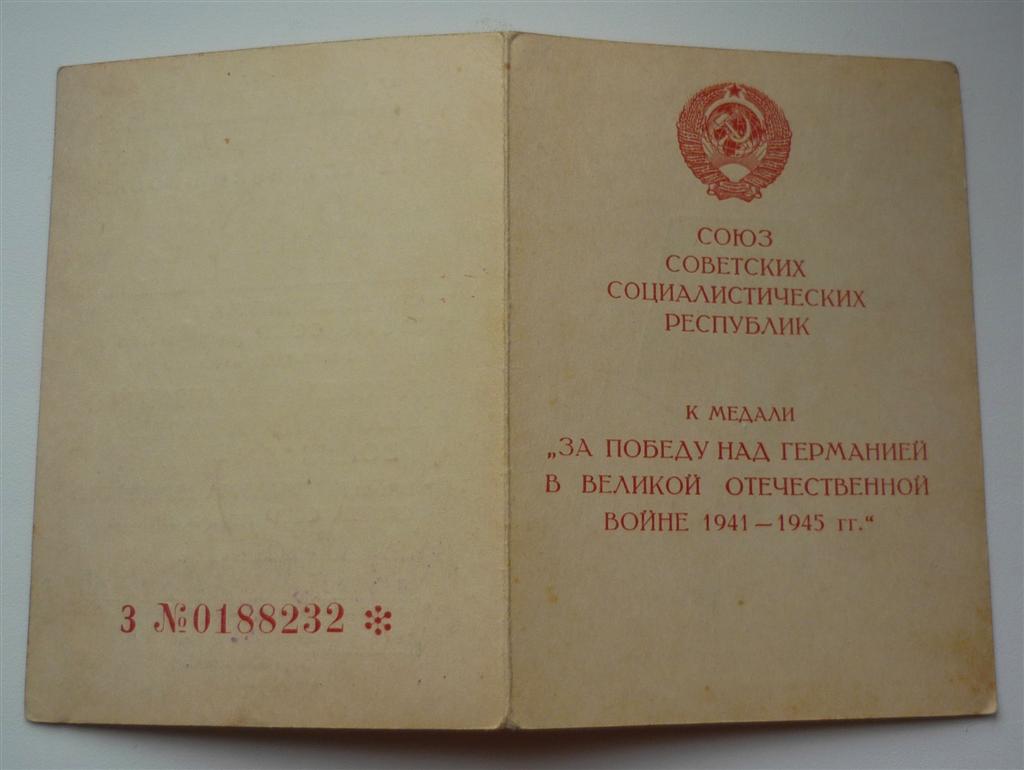 З №0188232 *
СОЮЗ
СОВЕТСКИХ
СОЦИАЛИСТИЧЕСКИХ
РЕСПУБЛИК
К МЕДАЛИ
„ЗА ПОБЕДУ НАД ГЕРМАНИЕЙ
В ВЕЛИКОЙ ОТЕЧЕСТВЕННОЙ
ВОЙНЕ 1941 — 1945 гг.“